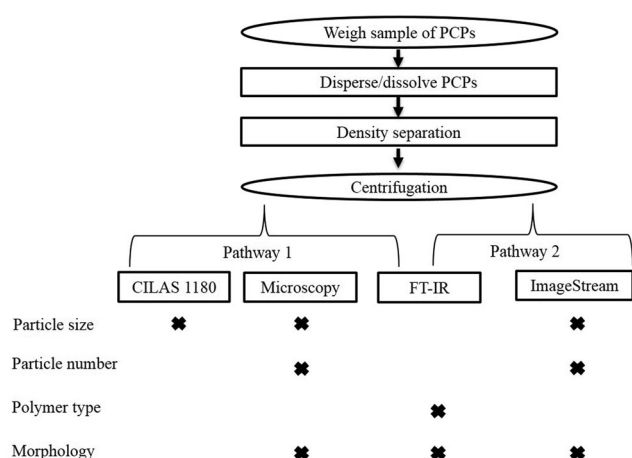 Weigh sample of PCPs
Disperse/dissolve PCPs
Density separation
Centrifugation
Pathway 1
Pathway 2
CILAS 1180
Microscopy
FT-IR
ImageStream
Particle size
Particle number
Polymer type
Morphology